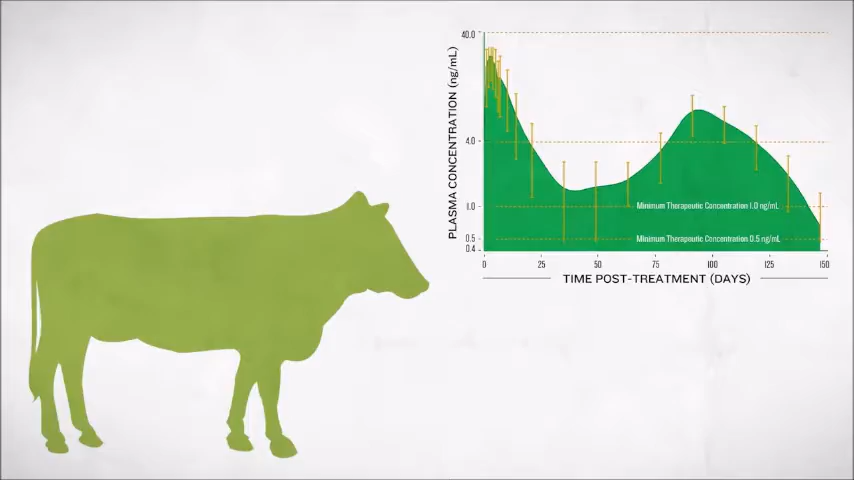 PLASMA CONCENTRATION (ng/mL)
40.0
4.0
1.0
0.5
0.4
Minimum Therapeutic Concentration 1.0 ng/mL
Minimum Therapeutic Concentration 0.5 ng/mL
0 25 50 75 100 125 150
TIME POST-TREATMENT (DAYS)